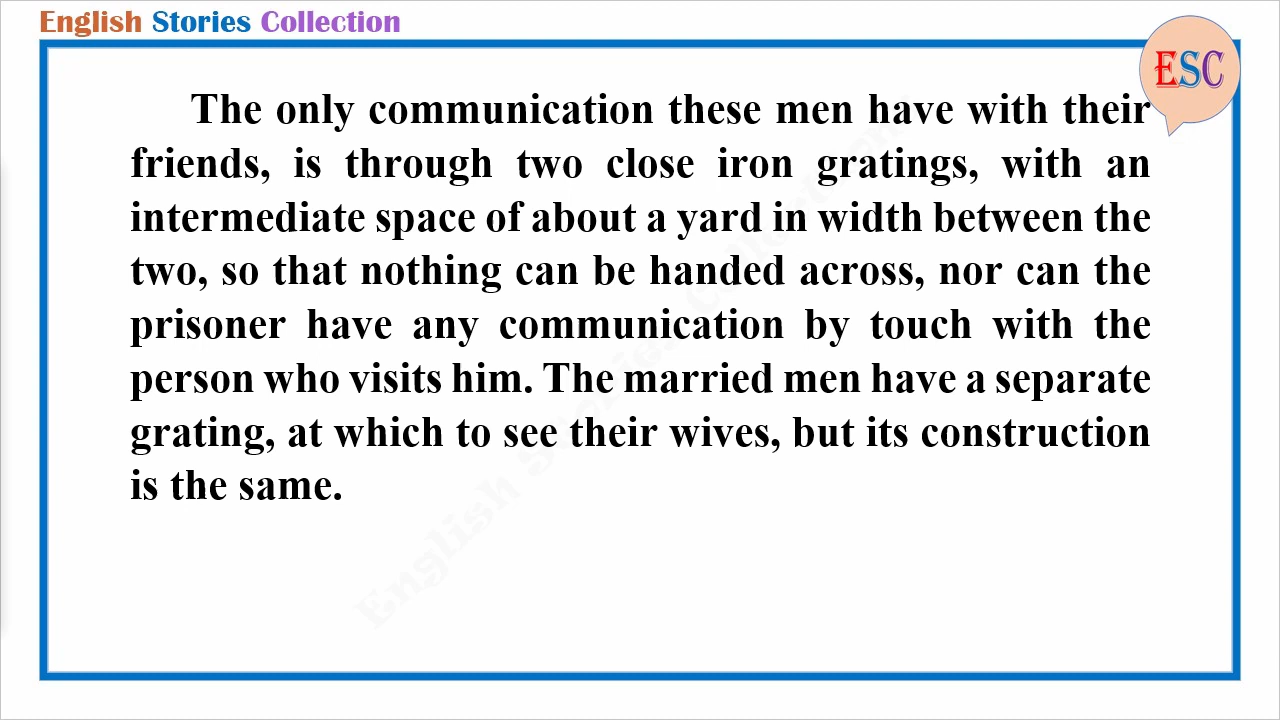 English Stories Collection
ESC
The only communication these men have with their
friends, is through two close iron gratings, with an
intermediate space of about a yard in width between the
two, so that nothing can be handed across, nor can the
prisoner have any communication by touch with the
person who visits him. The married men have a separate
grating, at which to see their wives, but its construction
is the same.
English Stories Collection